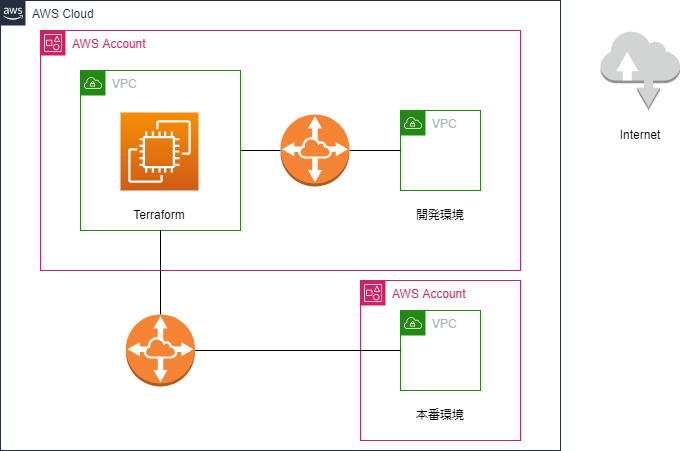 aws
AWS Cloud
AWS Account
VPC
Terraform
VPC
開発環境
Internet
AWS Account
VPC
本番環境